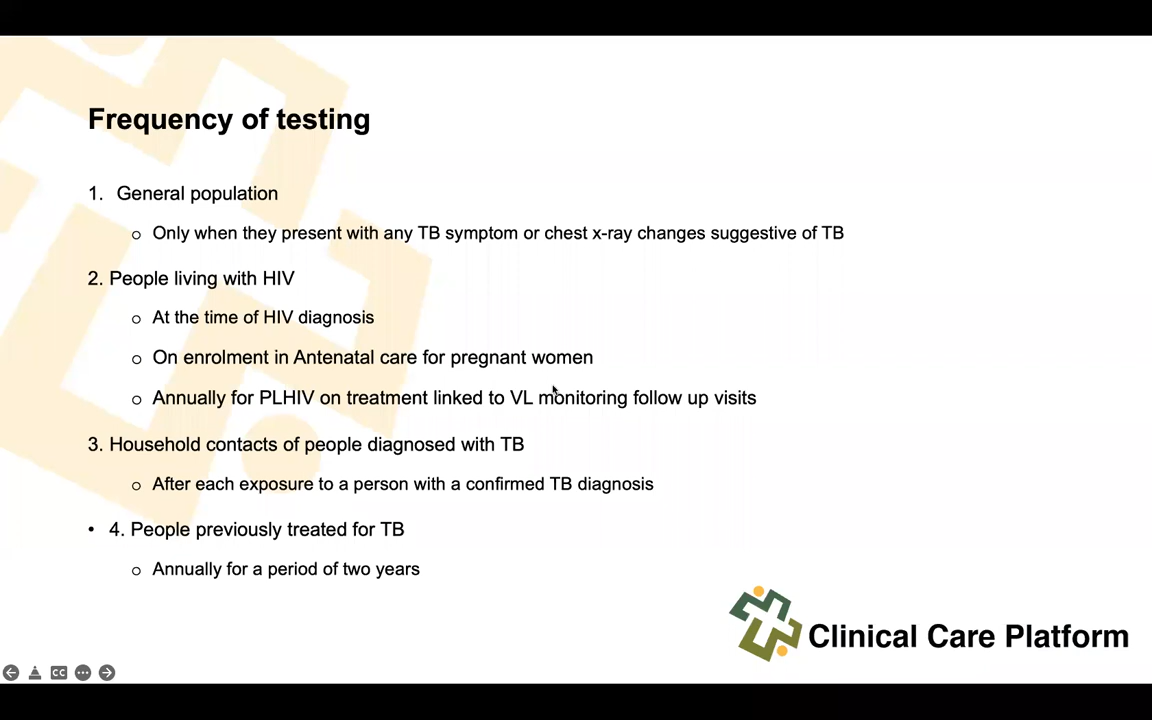 Frequency of testing
1. General population
o Only when they present with any TB symptom or chest x-ray changes suggestive of TB
2. People living with HIV
o At the time of HIV diagnosis
o On enrolment in Antenatal care for pregnant women
o Annually for PLHIV on treatment linked to VL monitoring follow up visits
3. Household contacts of people diagnosed with TB
o After each exposure to a person with a confirmed TB diagnosis
• 4. People previously treated for TB
o Annually for a period of two years
Clinical Care Platform
CC